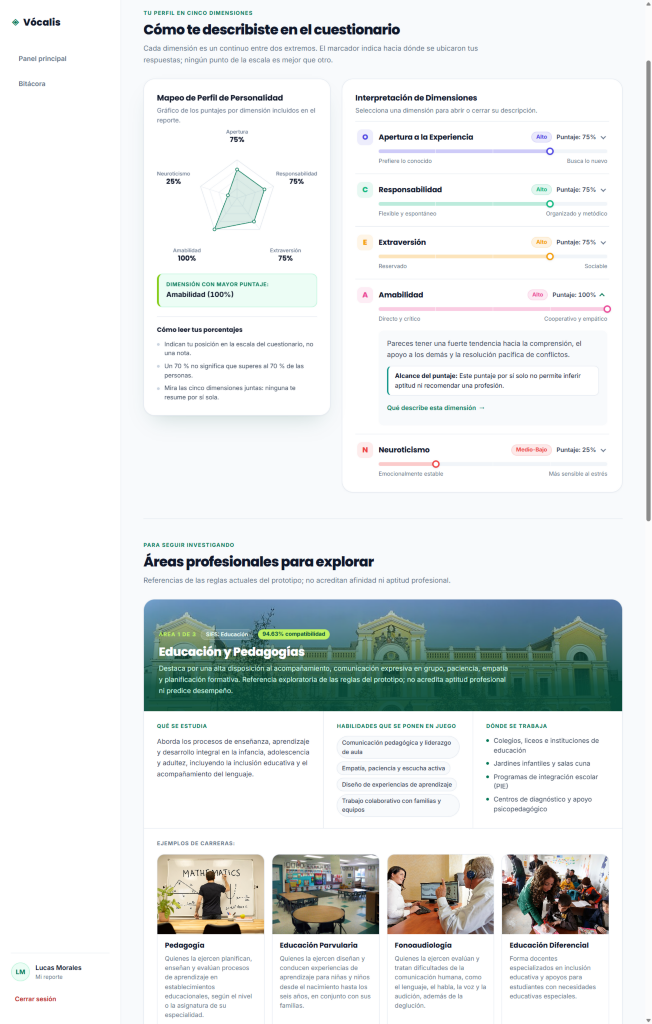 Vócalis
Panel principal
Bitácora
TU PERFIL EN CINCO DIMENSIONES
Cómo te describiste en el cuestionario
Cada dimensión es un continuo entre dos extremos. El marcador indica hacia dónde se ubicaron tus
respuestas; ningún punto de la escala es mejor que otro.
Mapeo de Perfil de Personalidad
Gráfico de los puntajes por dimensión incluidos en el
reporte.
Apertura
75%
Neuroticismo
25%
Responsabilidad
75%
Amabilidad
100%
Extraversión
75%
DIMENSIÓN CON MAYOR PUNTAJE:
Amabilidad (100%)
Cómo leer tus porcentajes
Indican tu posición en la escala del cuestionario, no
una nota.
Un 70 % no significa que superes al 70 % de las
personas.
Mira las cinco dimensiones juntas: ninguna te
resume por sí sola.
Interpretación de Dimensiones
Selecciona una dimensión para abrir o cerrar su descripción.
O Apertura a la Experiencia Alto Puntaje: 75%
Prefiere lo conocido Busca lo nuevo
C Responsabilidad Alto Puntaje: 75%
Flexible y espontáneo Organizado y metódico
E Extraversión Alto Puntaje: 75%
Reservado Sociable
A Amabilidad Alto Puntaje: 100%
Directo y crítico Cooperativo y empático
Pareces tener una fuerte tendencia hacia la comprensión, el
apoyo a los demás y la resolución pacífica de conflictos.
Alcance del puntaje: Este puntaje por sí solo no permite inferir
aptitud ni recomendar una profesión.
Qué describe esta dimensión →
N Neuroticismo Medio-Bajo Puntaje: 25%
Emocionalmente estable Más sensible al estrés
PARA SEGUIR INVESTIGANDO
Áreas profesionales para explorar
Referencias de las reglas actuales del prototipo; no acreditan afinidad ni aptitud profesional.
ÁREA 1 DE 3 SIES: Educación 94.63% compatibilidad
Educación y Pedagogías
Destaca por una alta disposición al acompañamiento, comunicación expresiva en grupo, paciencia, empatía
y planificación formativa. Referencia exploratoria de las reglas del prototipo; no acredita aptitud profesional
ni predice desempeño.
QUÉ SE ESTUDIA
Aborda los procesos de enseñanza, aprendizaje
y desarrollo integral en la infancia, adolescencia
y adultez, incluyendo la inclusión educativa y el
acompañamiento del lenguaje.
HABILIDADES QUE SE PONEN EN JUEGO
Comunicación pedagógica y liderazgo
de aula
Empatía, paciencia y escucha activa
Diseño de experiencias de aprendizaje
Trabajo colaborativo con familias y
equipos
DÓNDE SE TRABAJA
Colegios, liceos e instituciones de
educación
Jardines infantiles y salas cuna
Programas de integración escolar
(PIE)
Centros de diagnóstico y apoyo
psicopedagógico
EJEMPLOS DE CARRERAS:
MATHEMATICS
Pedagogía
Quienes la ejercen planifican,
enseñan y evalúan procesos
de aprendizaje en
establecimientos
educacionales, según el nivel
o la asignatura de su
especialidad.
Educación Parvularia
Quienes la ejercen diseñan y
conducen experiencias de
aprendizaje para niñas y niños
desde el nacimiento hasta los
seis años, en conjunto con sus
familias.
Fonoaudiología
Quienes la ejercen evalúan y
tratan dificultades de la
comunicación humana, como
el lenguaje, el habla, la voz y la
audición, además de la
deglución.
Educación Diferencial
Forma docentes
especializados en inclusión
educativa y apoyos para
estudiantes con necesidades
educativas especiales.
LM
Lucas Morales
Mi reporte
Cerrar sesión